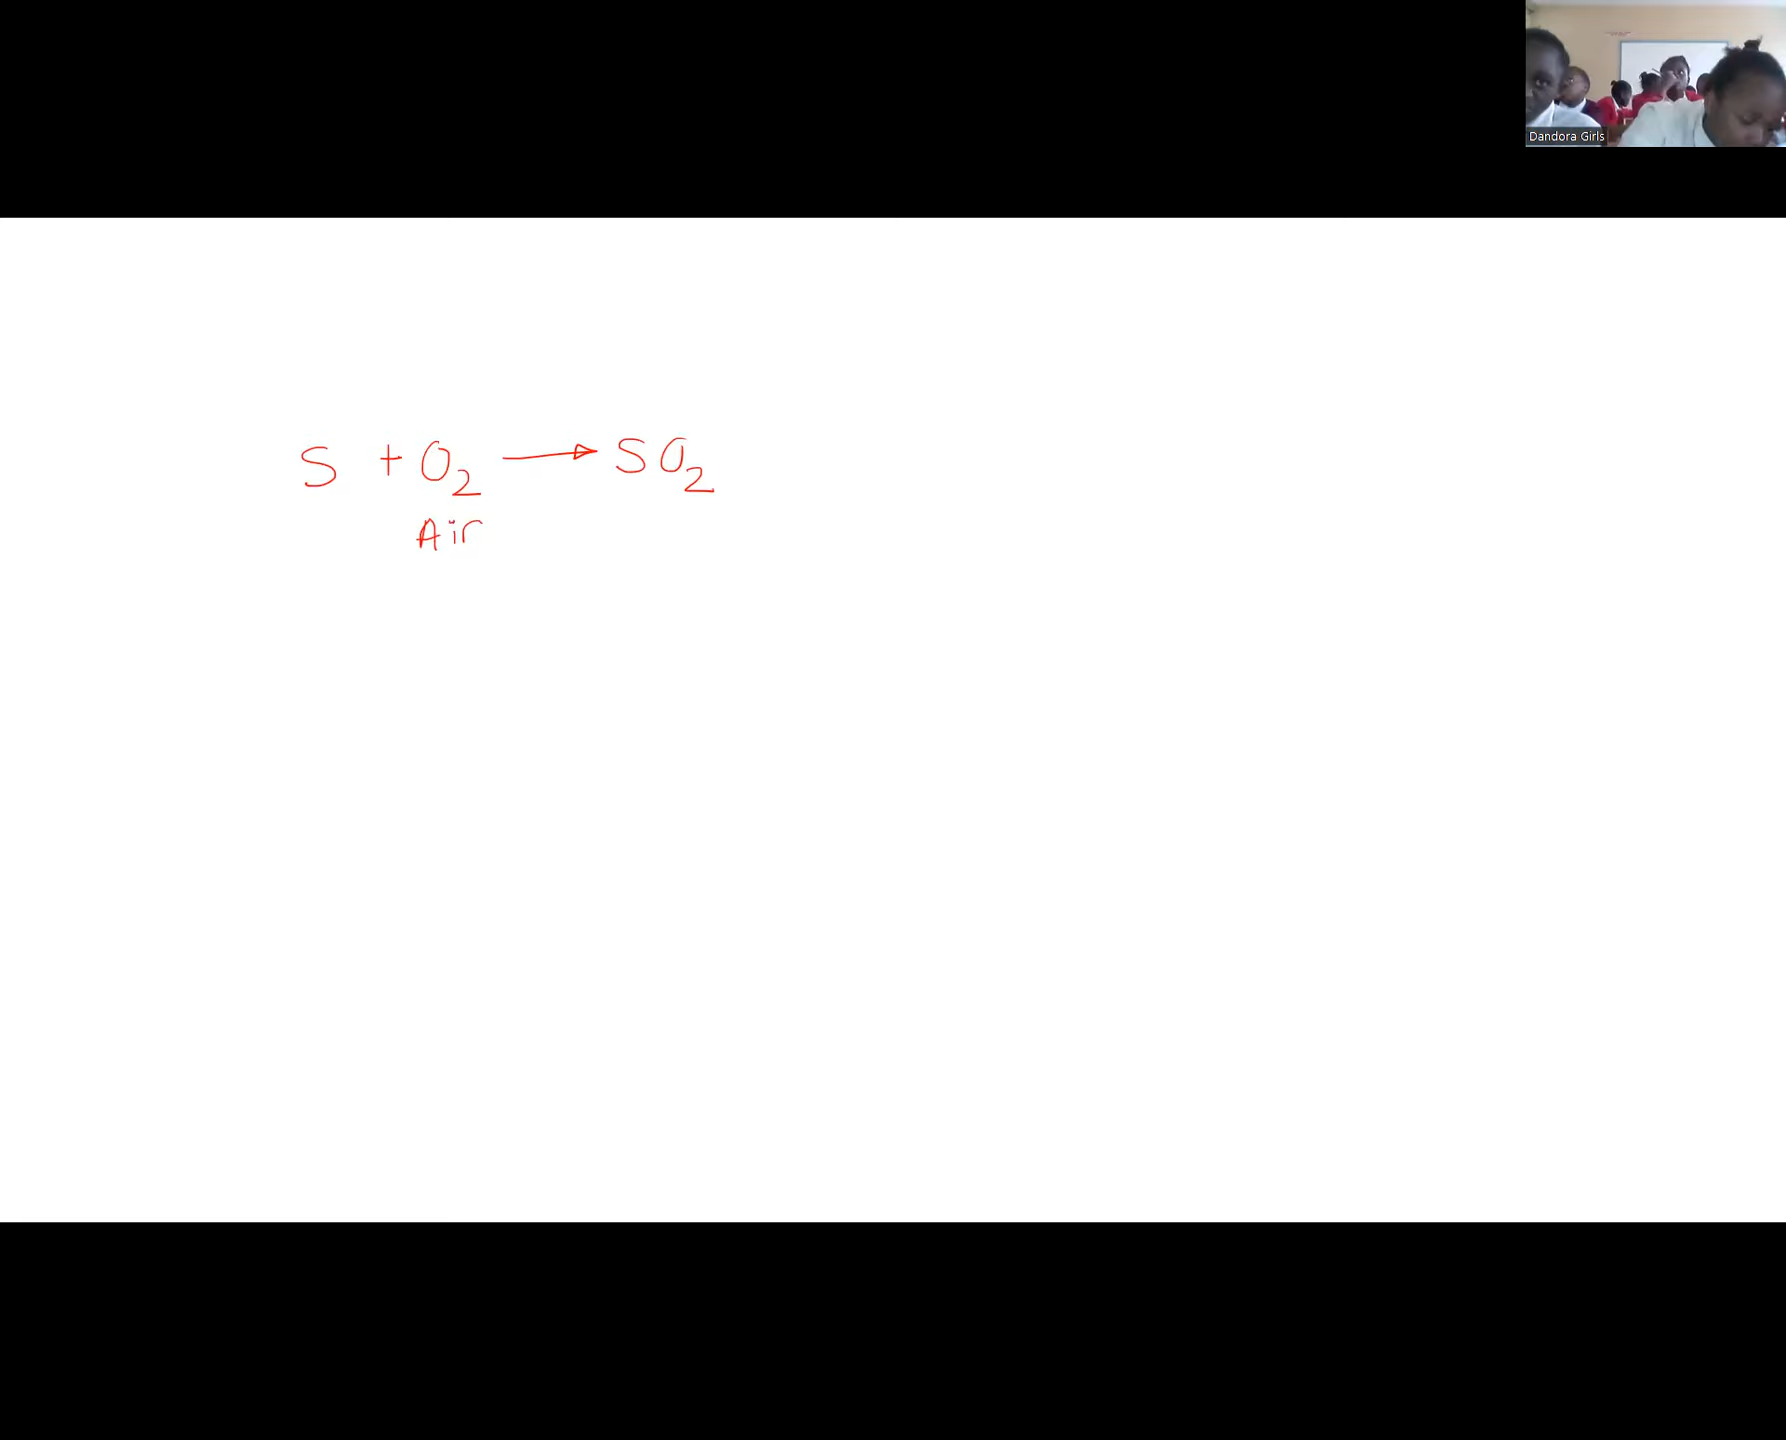 Dandora Girls
S + O₂ → SO₂
Air